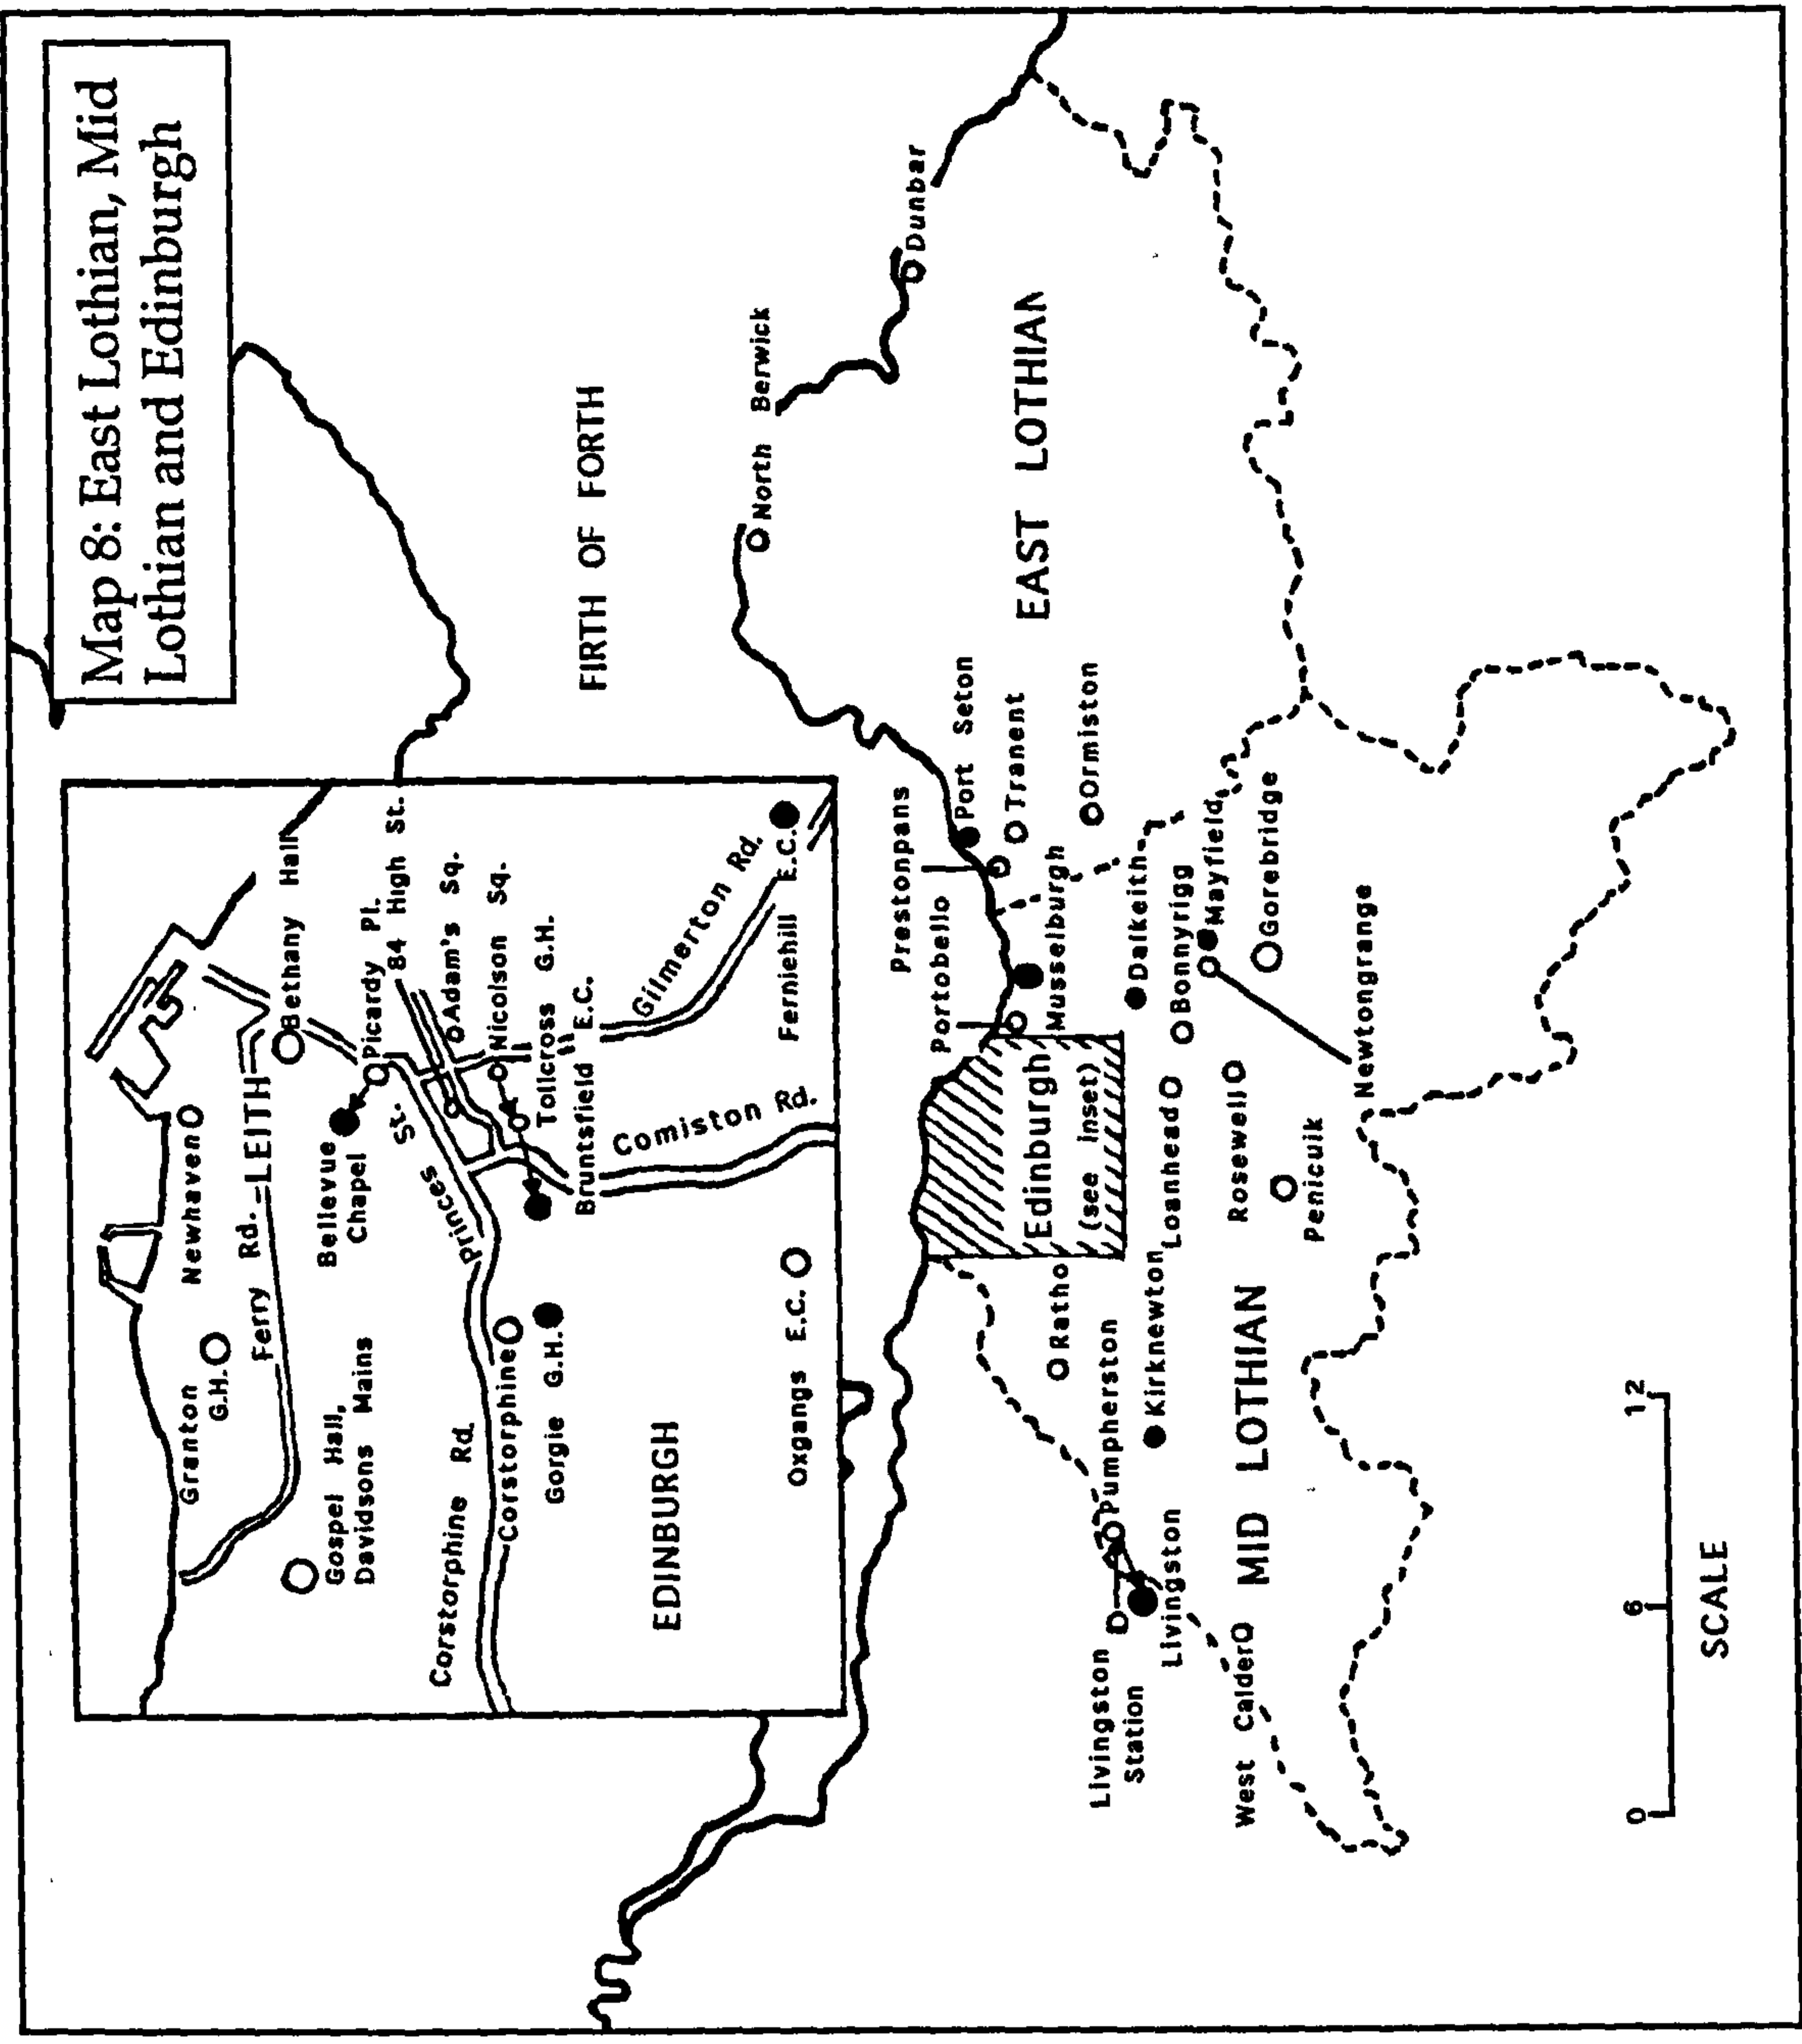 Map 8: East Lothian, Mid
Lothian and Edinburgh
Granton
G.H.
Newhaven
Ferry Rd.
LEITH
Bethany Hall
Gospel Hall,
Davidsons Mains
Bellevue
Chapel
Picardy Pl.
84 High St.
Princes St.
Adam's Sq.
Nicolson Sq.
Corstorphine Rd.
Corstorphine
Gorgie G.H.
Tollcross G.H.
Bruntsfield E.C.
Comiston Rd.
Gilmerton Rd.
Oxgangs E.C.
Ferniehill E.C.
EDINBURGH
FIRTH OF FORTH
North Berwick
Dunbar
EAST LOTHIAN
Prestonpans
Port Seton
Tranent
Ormiston
Portobello
Musselburgh
Edinburgh
(see inset)
Dalkeith
Bonnyrigg
Mayfield
Gorebridge
Newtongrange
Loanhead
Rosewell
Penicuik
Ratho
Kirknewton
Pumpherston
Livingston
Livingston
Station
West Calder
MID LOTHIAN
0 6 12
SCALE